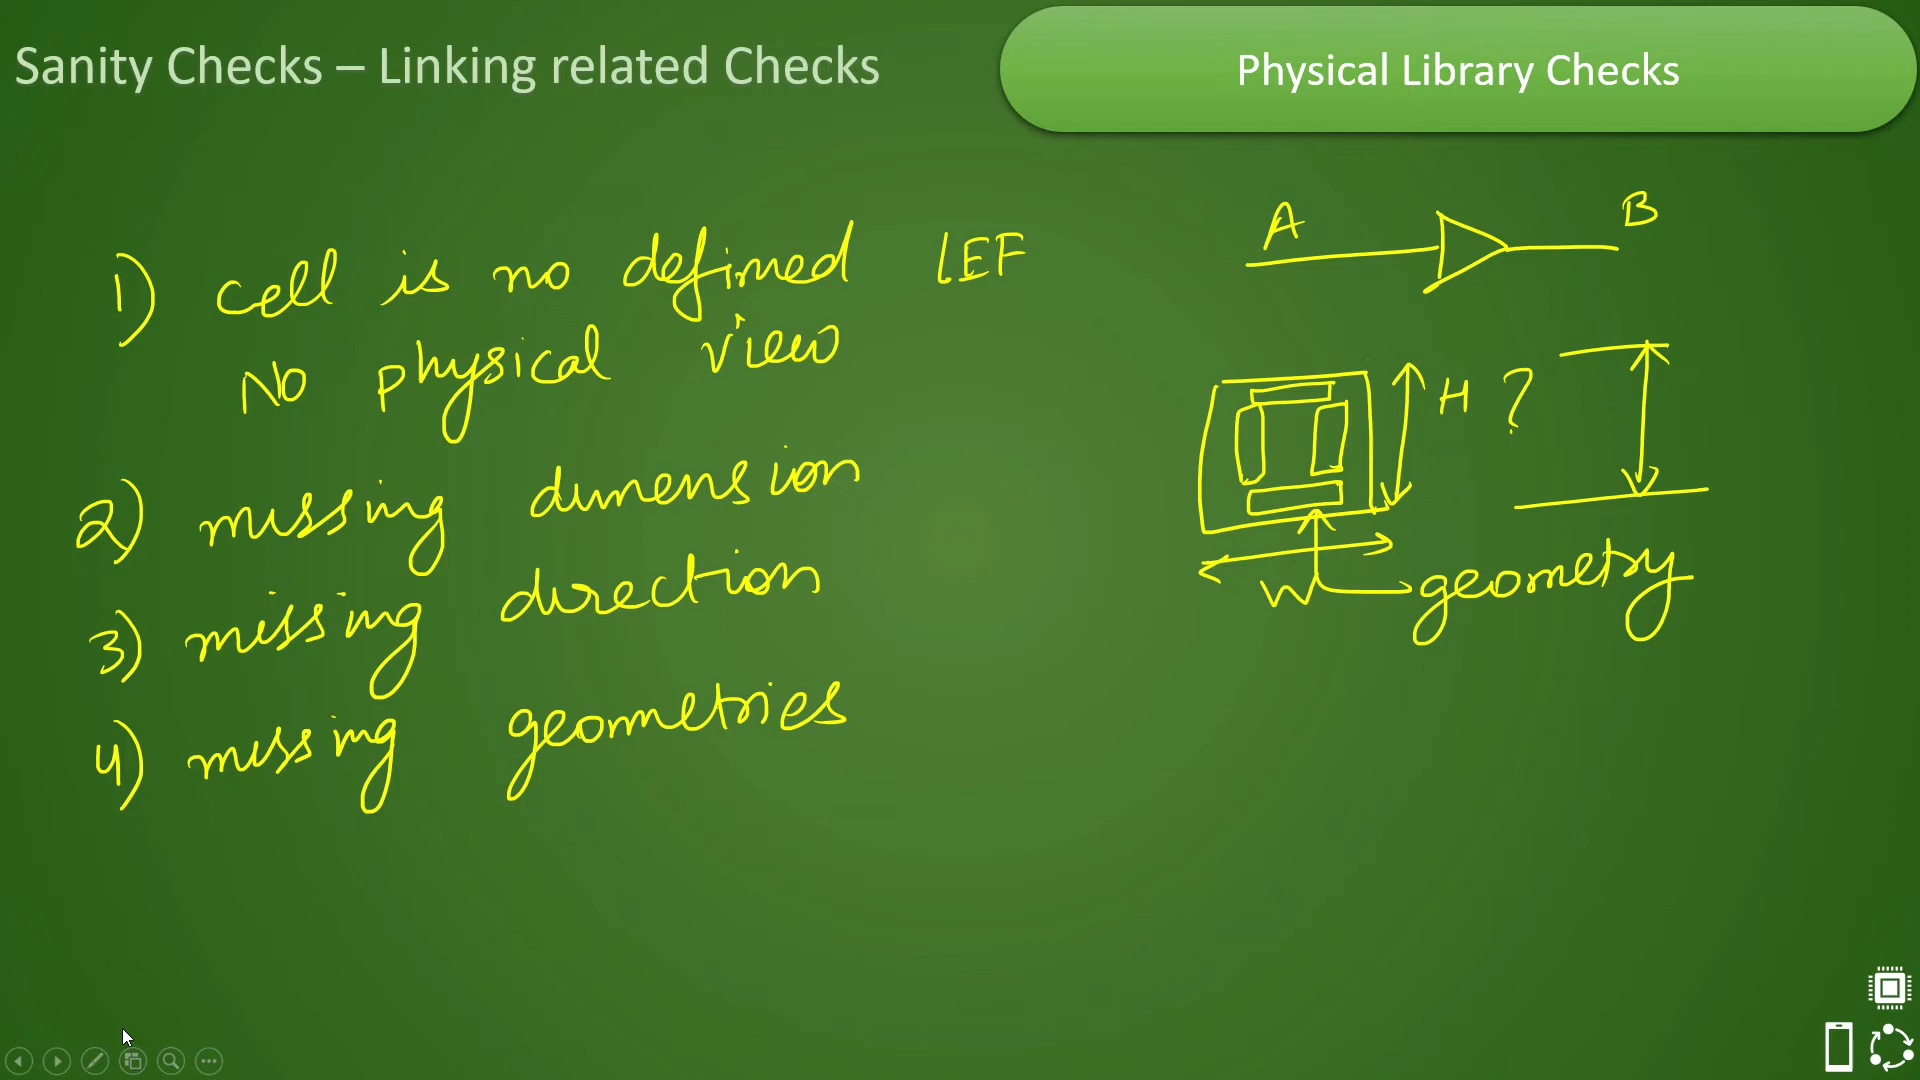 Sanity Checks – Linking related Checks
Physical Library Checks
1) cell is no defined LEF
No physical view
2) missing dimension
3) missing direction
4) missing geometries
A
B
H ?
W
geometry